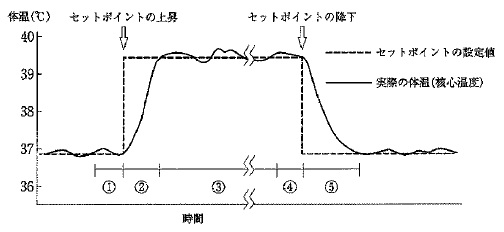 体温(℃)
セットポイントの上昇
セットポイントの降下
40
39
38
37
36
セットポイントの設定値
実際の体温(核心温度)
① ② ③ ④ ⑤
時間